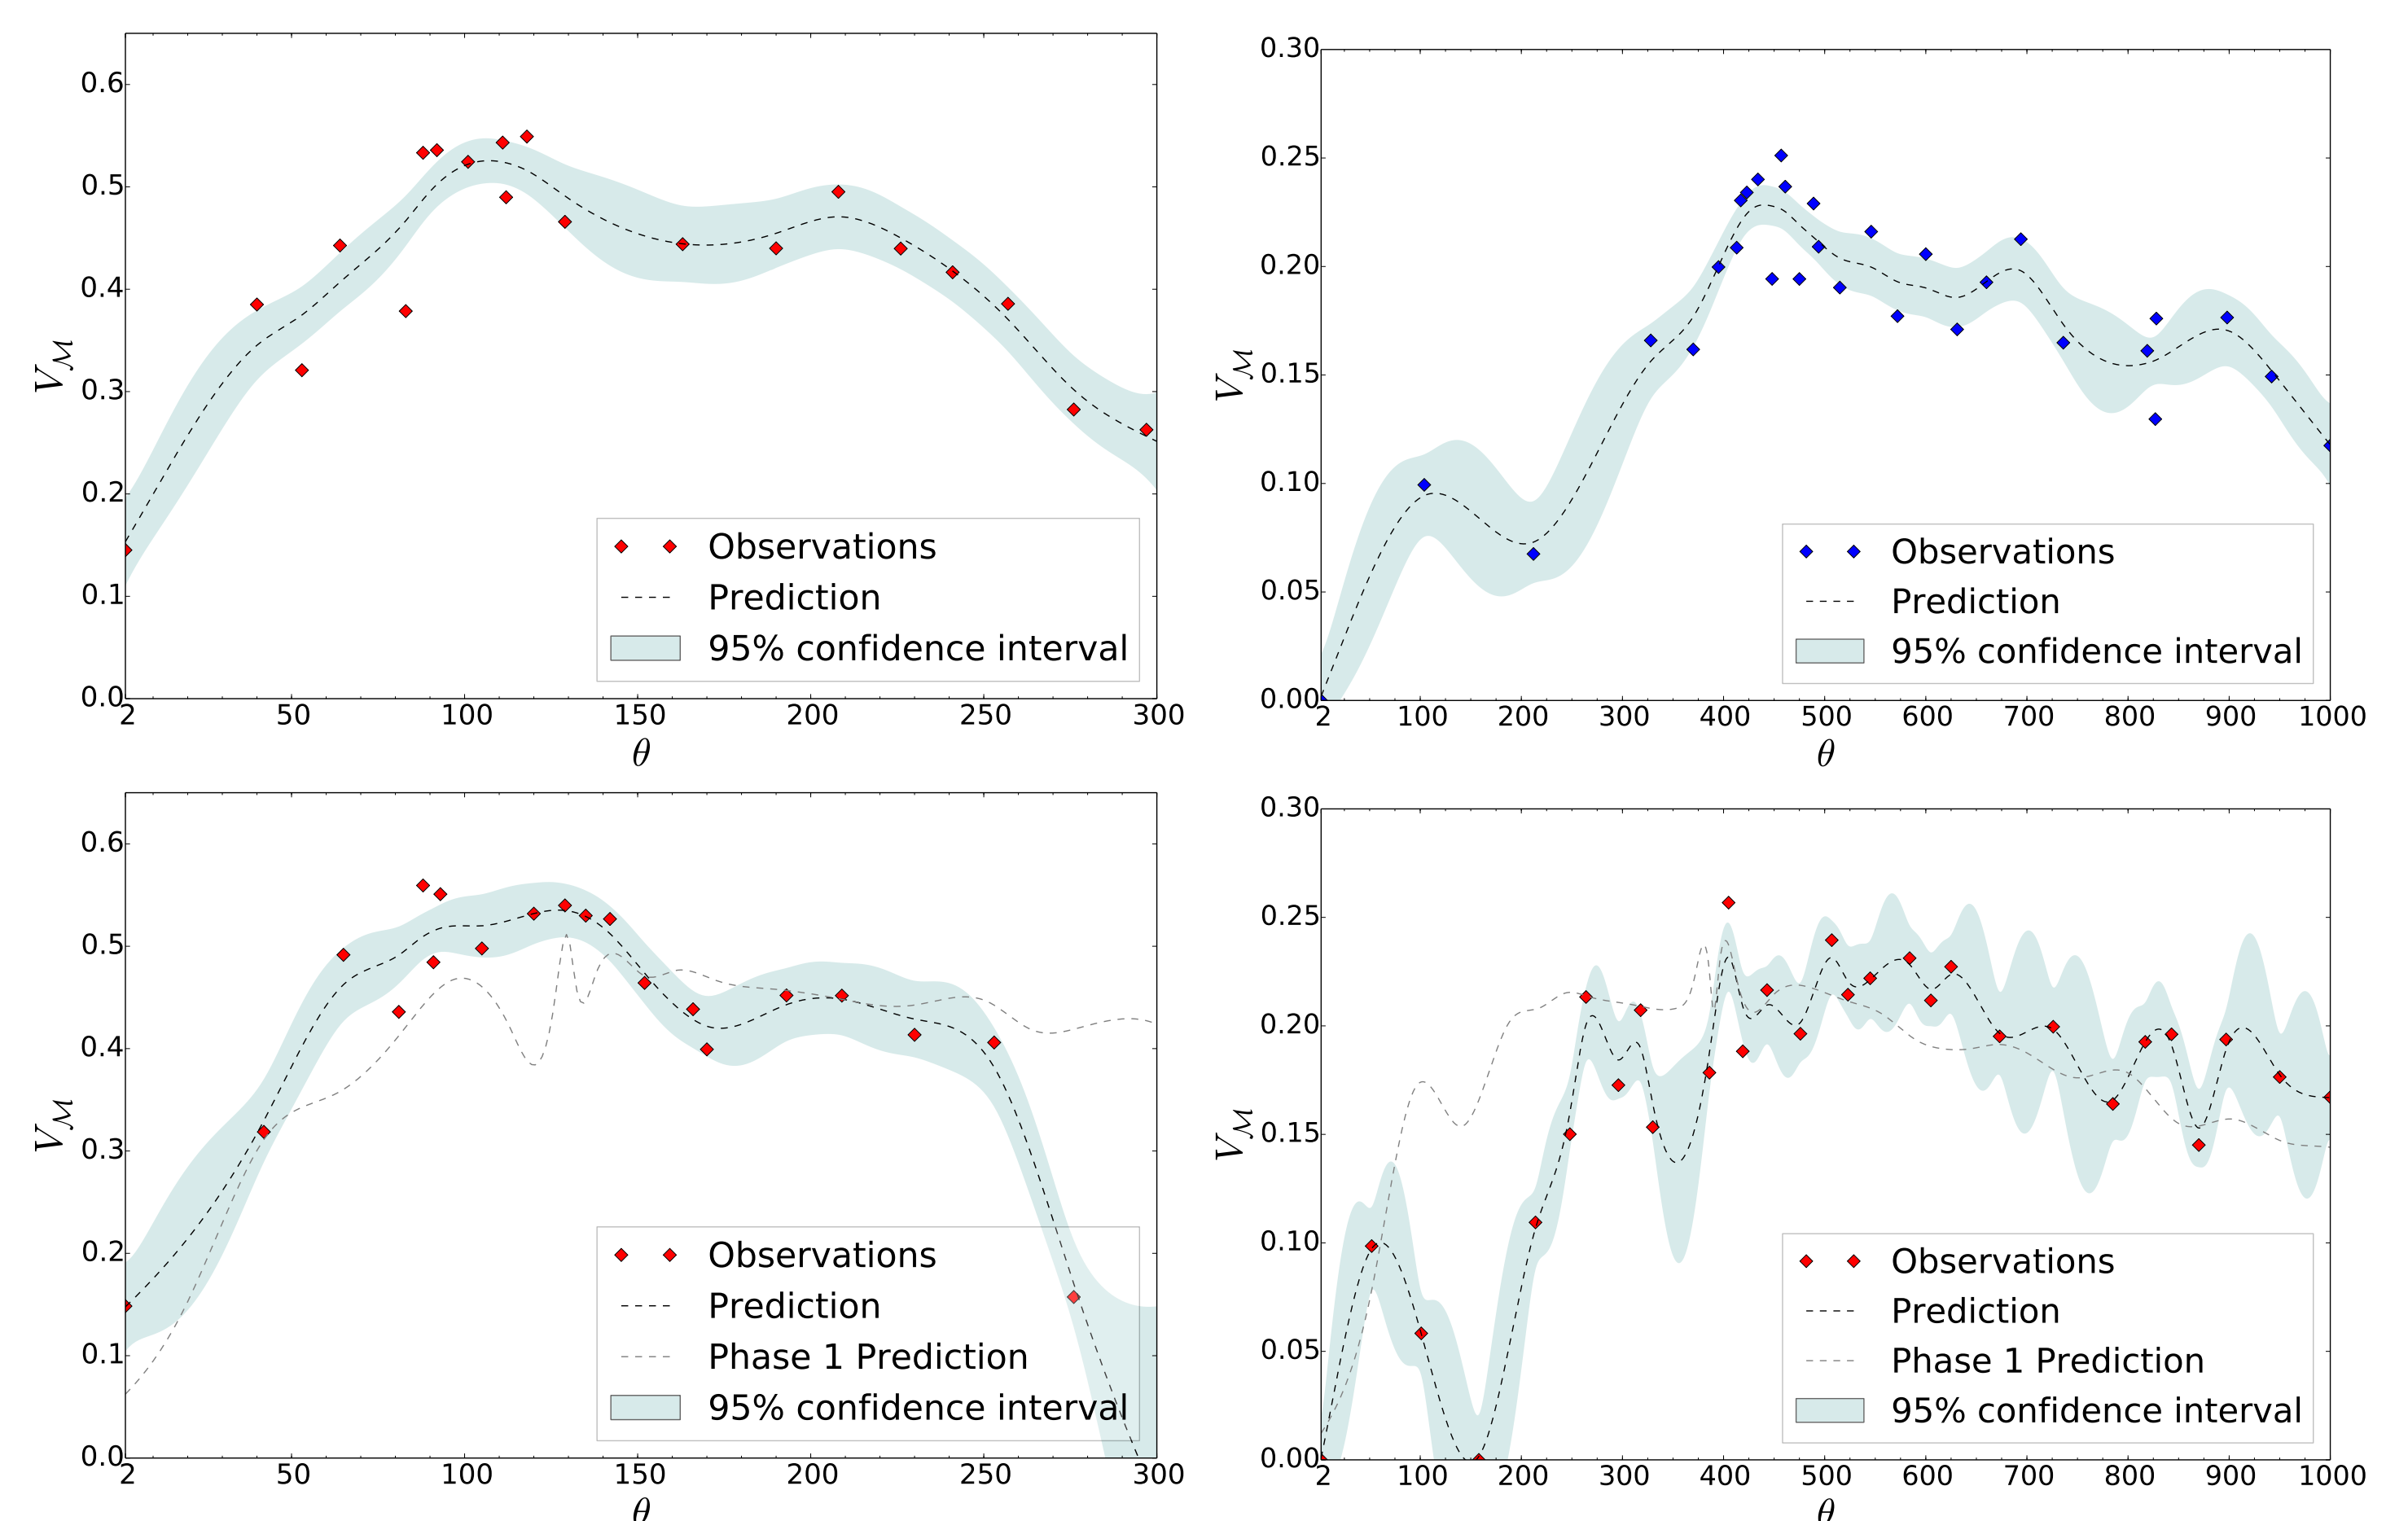 0.6
0.5
0.4
0.3
0.2
0.1
0.0
V_M
2 50 100 150 200 250 300
θ
Observations
Prediction
95% confidence interval
0.30
0.25
0.20
0.15
0.10
0.05
0.00
V_M
2 100 200 300 400 500 600 700 800 900 1000
θ
Observations
Prediction
95% confidence interval
0.6
0.5
0.4
0.3
0.2
0.1
0.0
V_M
2 50 100 150 200 250 300
θ
Observations
Prediction
Phase 1 Prediction
95% confidence interval
0.30
0.25
0.20
0.15
0.10
0.05
0.00
V_M
2 100 200 300 400 500 600 700 800 900 1000
θ
Observations
Prediction
Phase 1 Prediction
95% confidence interval